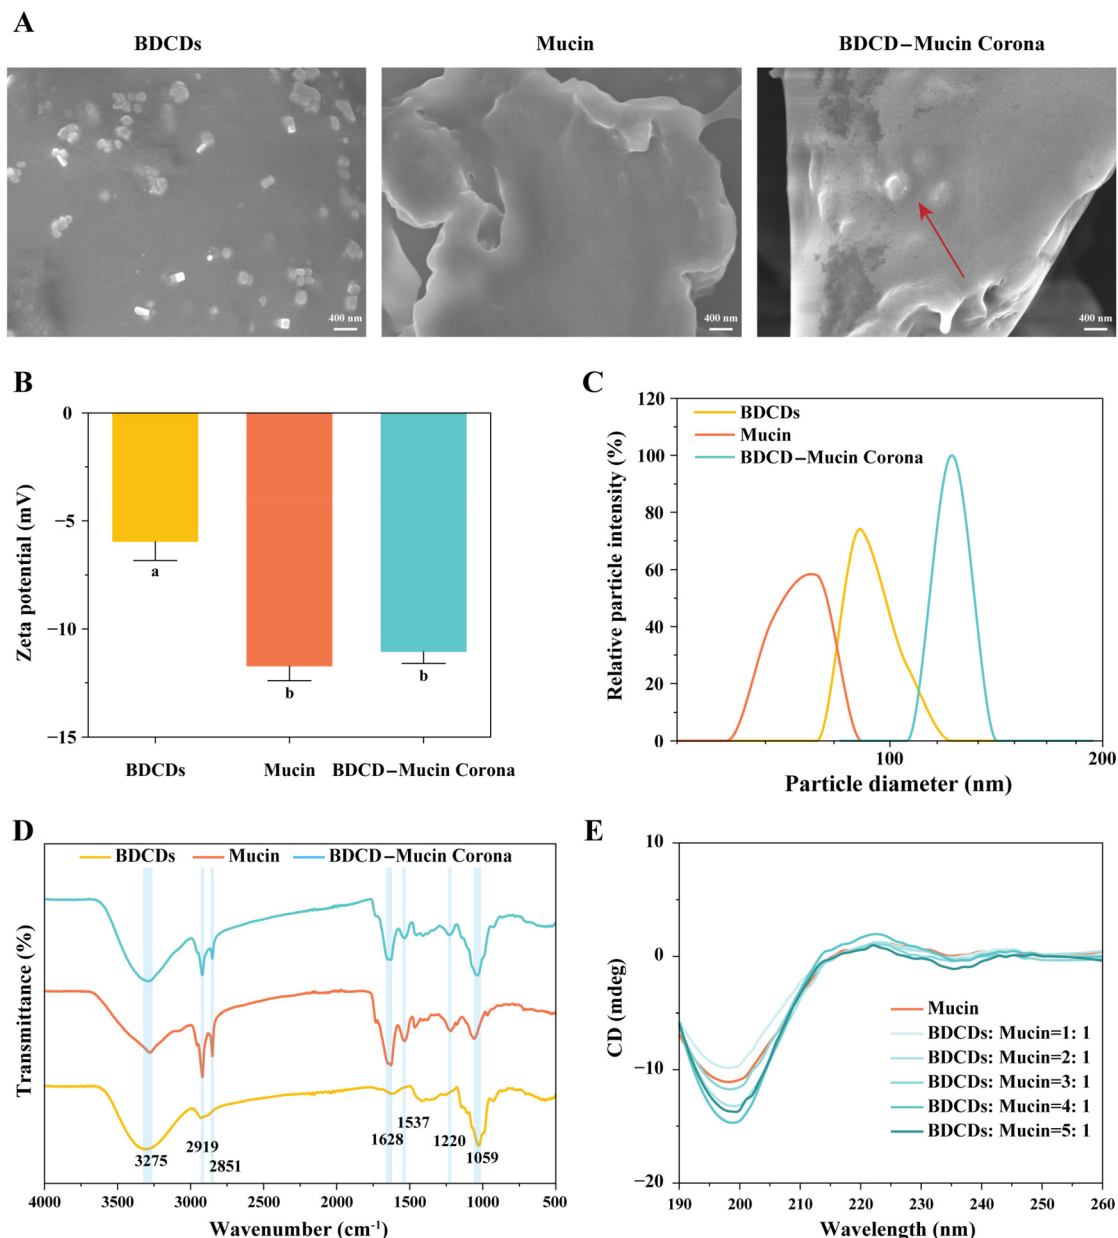 A
BDCDs
Mucin
BDCD–Mucin Corona
400 nm
400 nm
400 nm
B
Zeta potential (mV)
0
−5
−10
−15
a
b
b
BDCDs
Mucin
BDCD–Mucin Corona
C
Relative particle intensity (%)
120
100
80
60
40
20
0
BDCDs
Mucin
BDCD–Mucin Corona
100
200
Particle diameter (nm)
D
BDCDs
Mucin
BDCD–Mucin Corona
Transmittance (%)
3275
2919
2851
1628
1537
1220
1059
4000
3500
3000
2500
2000
1500
1000
500
Wavenumber (cm⁻¹)
E
CD (mdeg)
10
0
−10
−20
Mucin
BDCDs: Mucin=1: 1
BDCDs: Mucin=2: 1
BDCDs: Mucin=3: 1
BDCDs: Mucin=4: 1
BDCDs: Mucin=5: 1
190
200
210
220
230
240
250
260
Wavelength (nm)